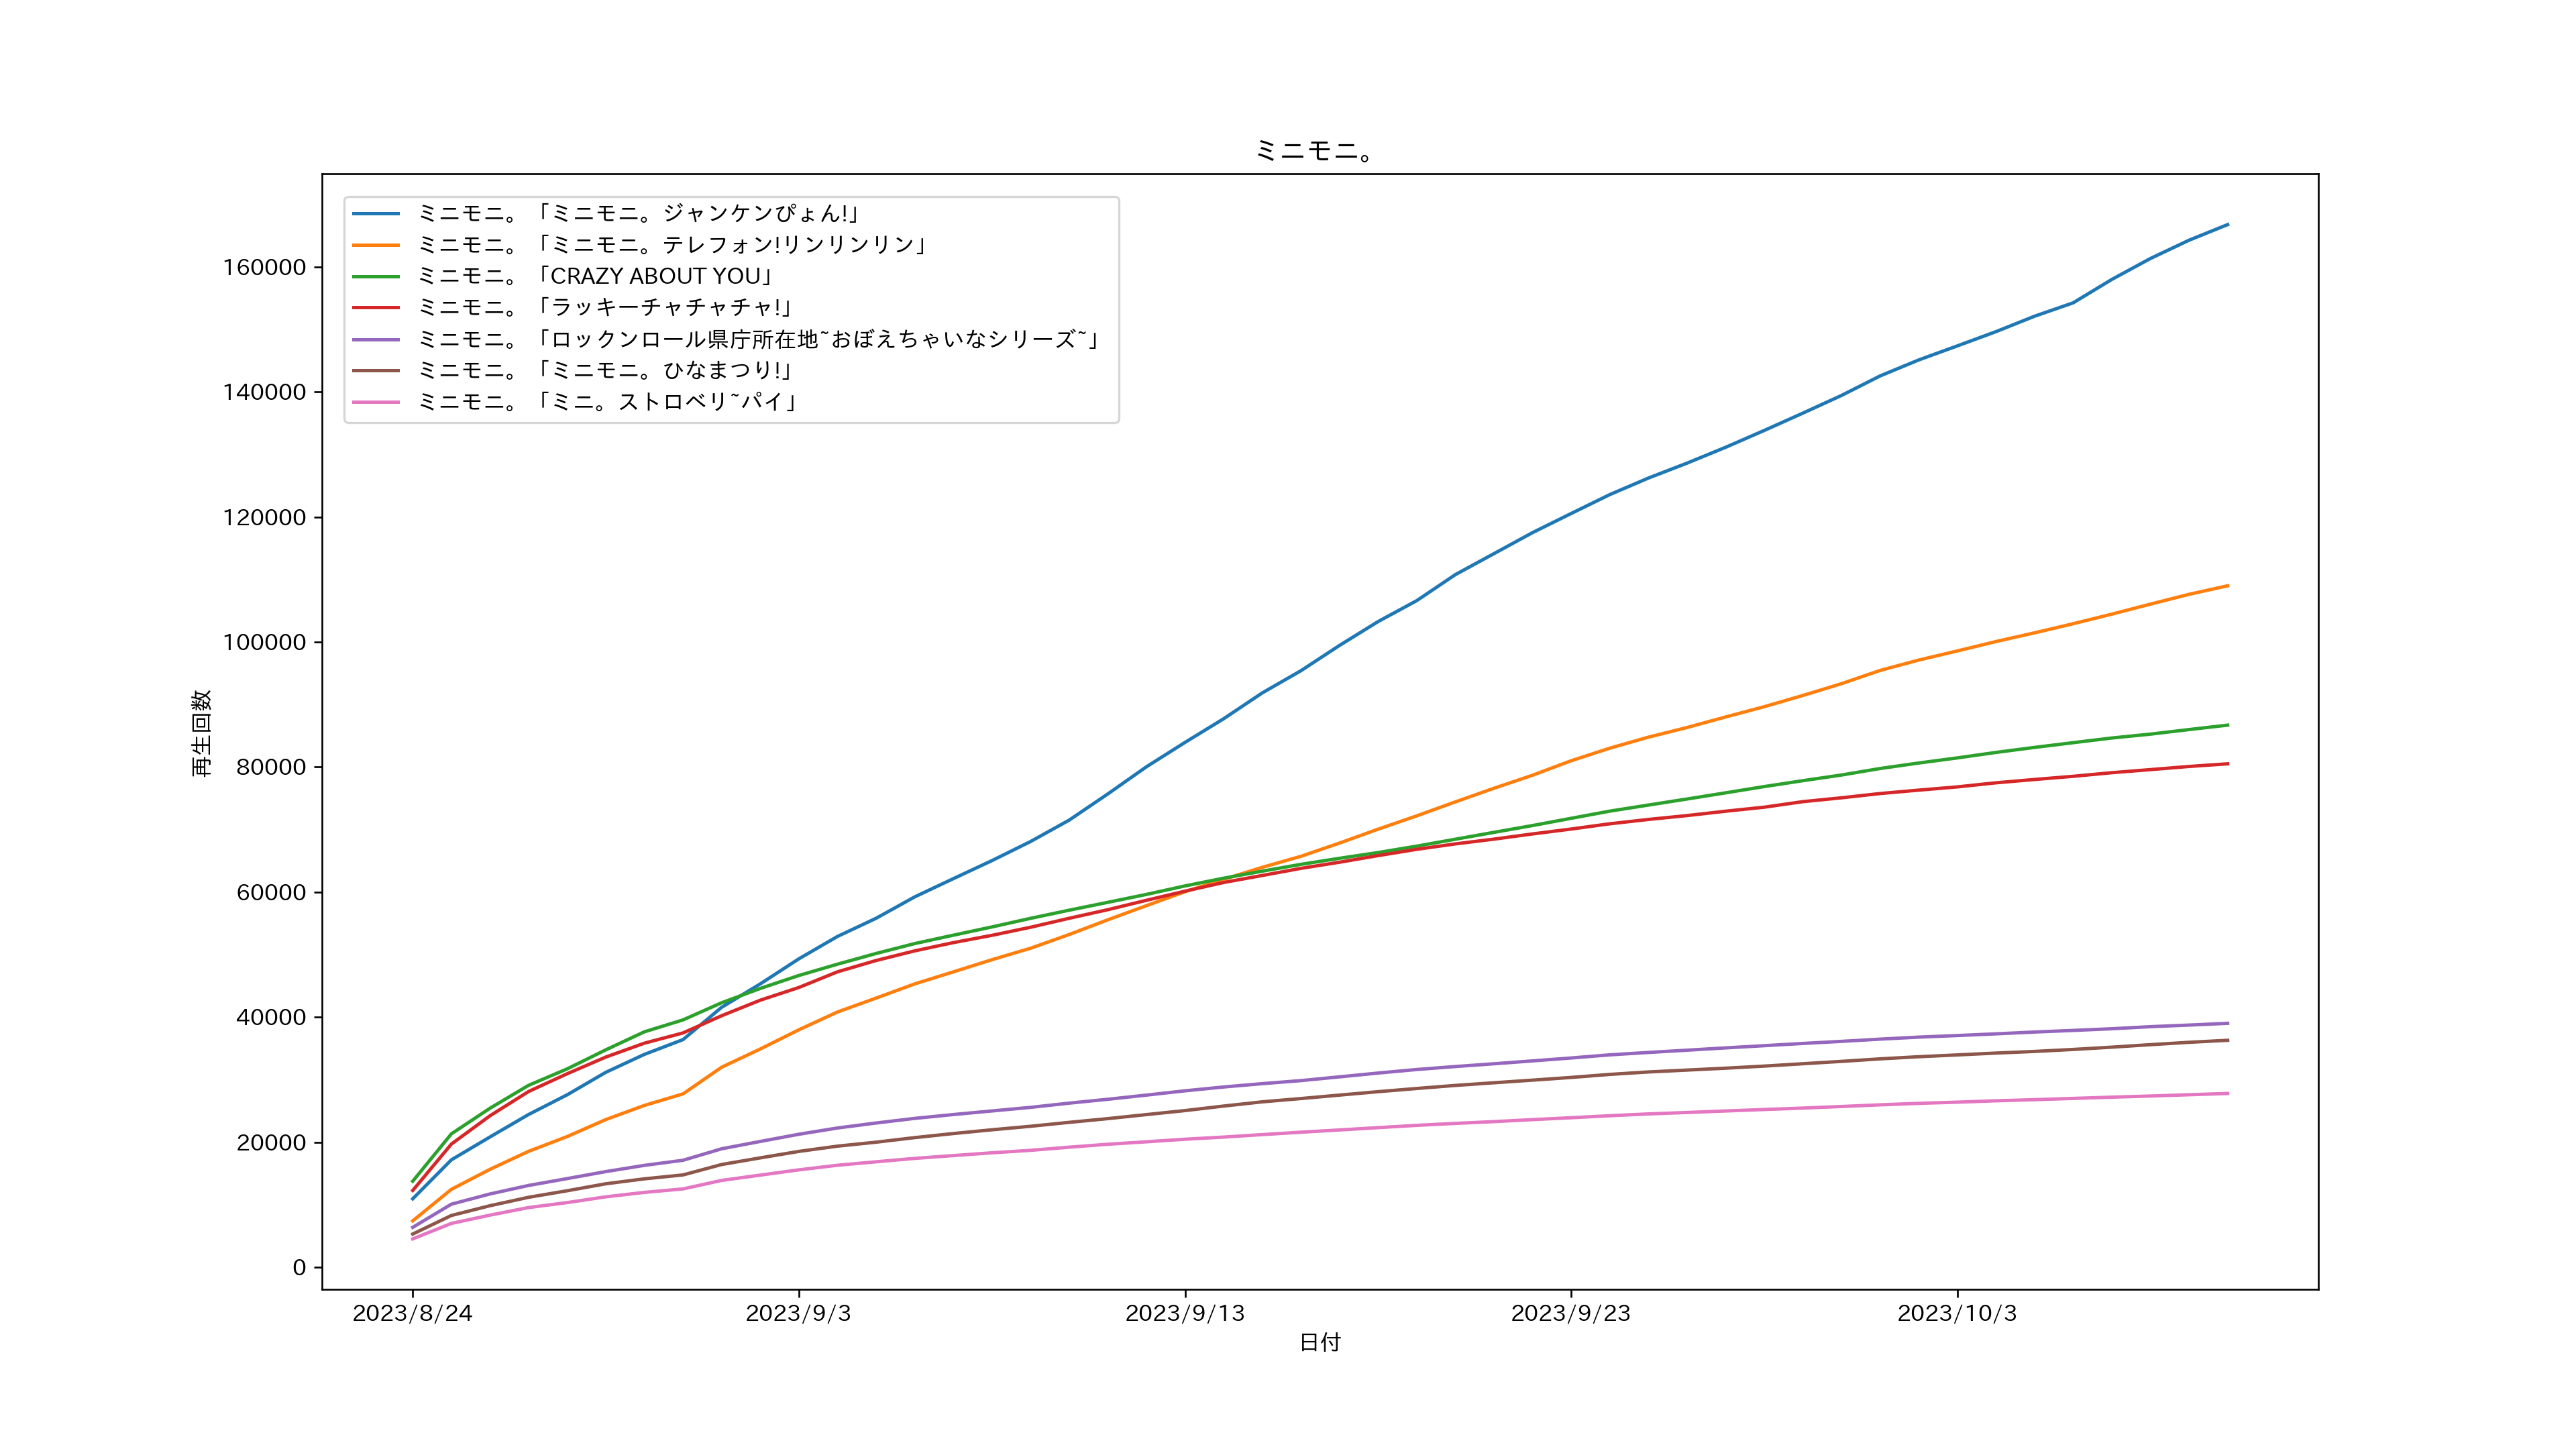 ミニモニ。
ミニモニ。「ミニモニ。ジャンケンぴょん!」
ミニモニ。「ミニモニ。テレフォン!リンリンリン」
ミニモニ。「CRAZY ABOUT YOU」
ミニモニ。「ラッキーチャチャチャ!」
ミニモニ。「ロックンロール県庁所在地~おぼえちゃいなシリーズ~」
ミニモニ。「ミニモニ。ひなまつり!」
ミニモニ。「ミニ。ストロベリ~パイ」
160000
140000
120000
100000
80000
60000
40000
20000
0
再生回数
2023/8/24
2023/9/3
2023/9/13
2023/9/23
2023/10/3
日付